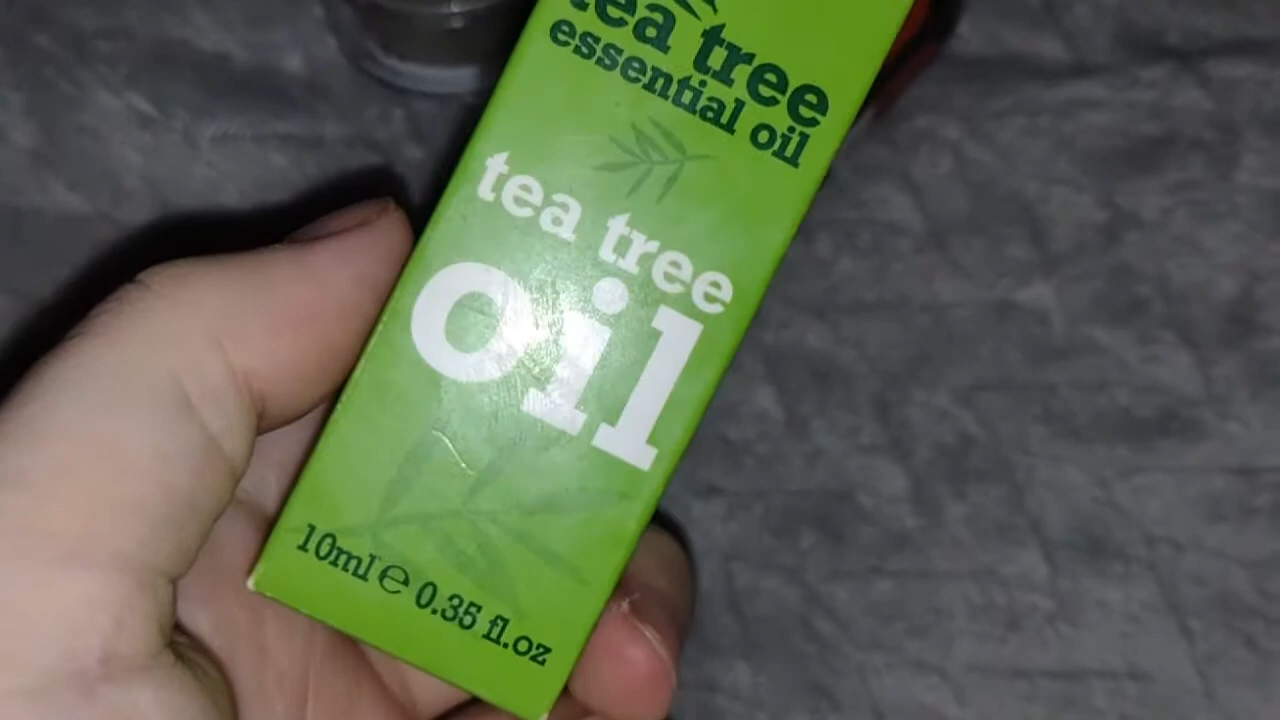 tea tree
essential oil
tea tree
oil
10ml ℮ 0.35 fl.oz